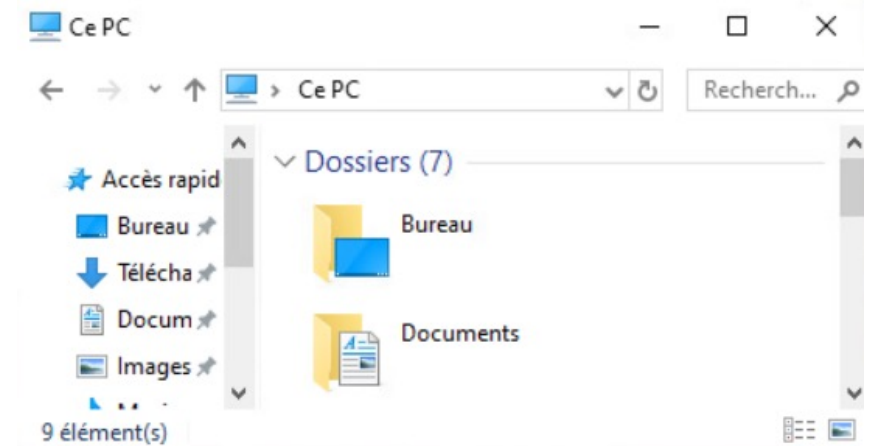 Ce PC
Ce PC
Recherch...
Accès rapid
Bureau
Télécha
Docum
Images
Dossiers (7)
Bureau
Documents
9 élément(s)